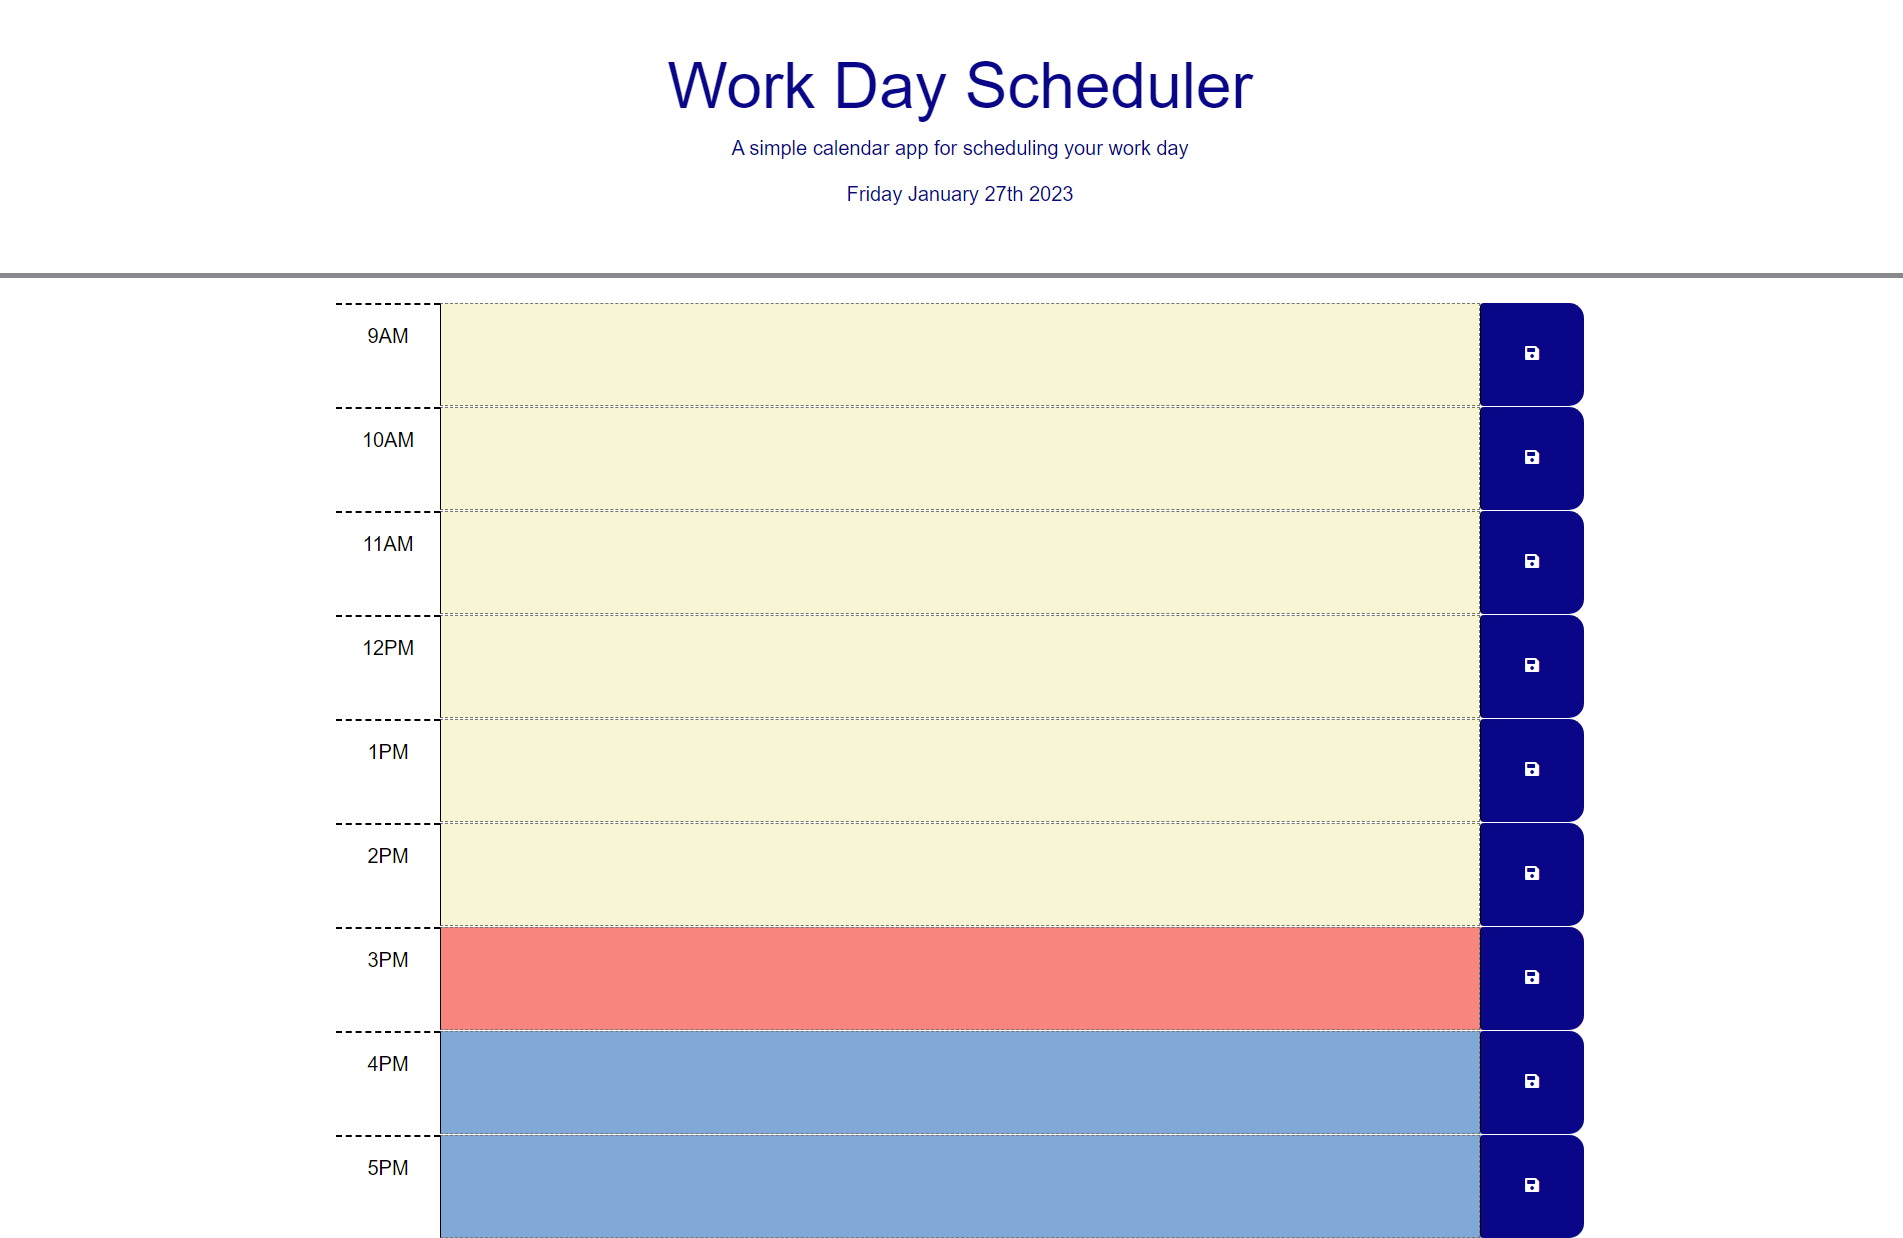 Work Day Scheduler
A simple calendar app for scheduling your work day
Friday January 27th 2023
9AM
10AM
11AM
12PM
1PM
2PM
3PM
4PM
5PM